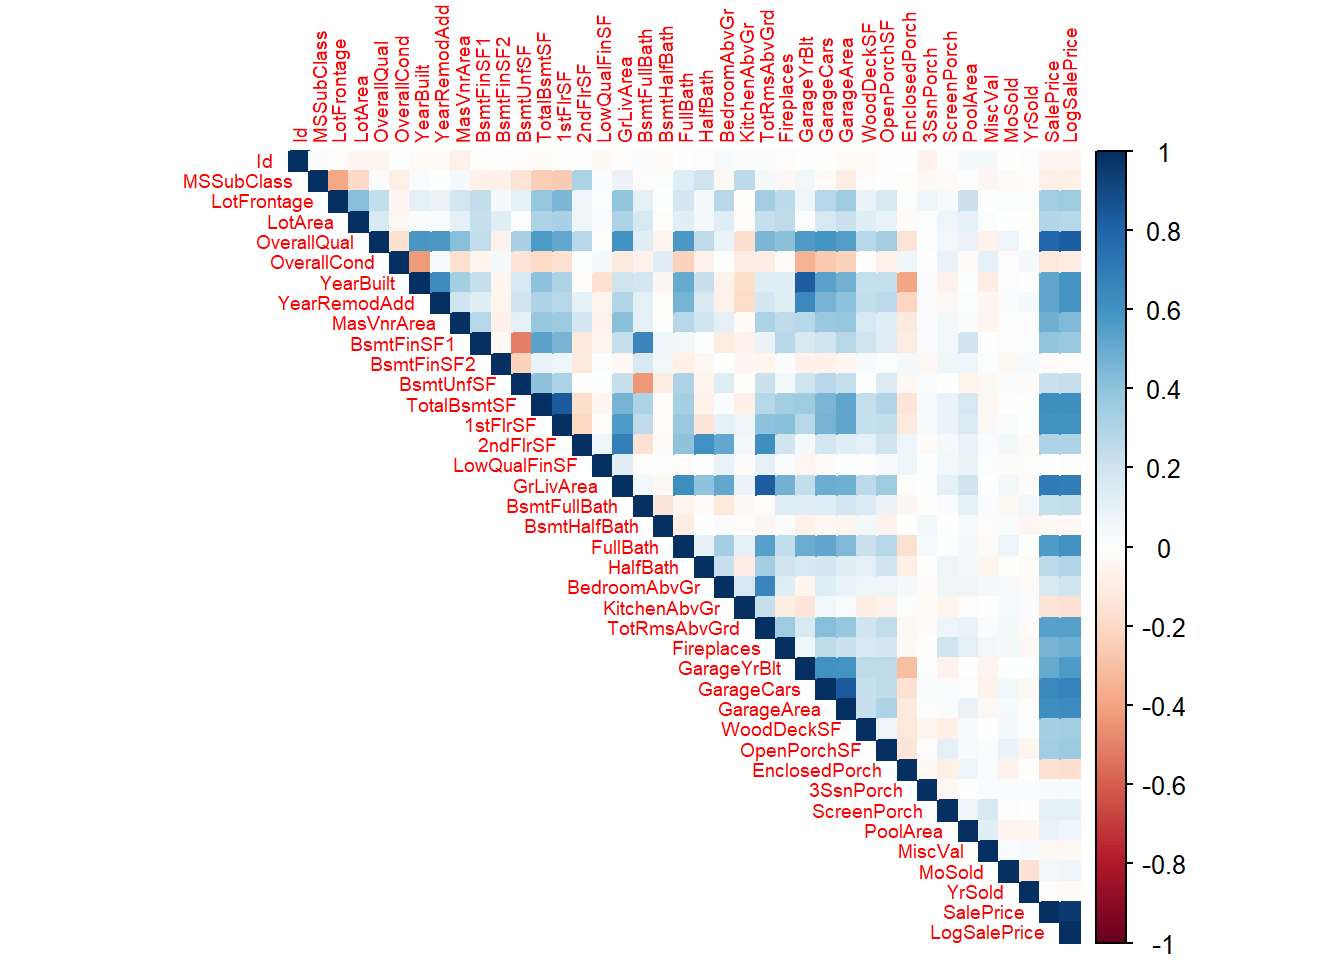 Id
MSSubClass
LotFrontage
LotArea
OverallQual
OverallCond
YearBuilt
YearRemodAdd
MasVnrArea
BsmtFinSF1
BsmtFinSF2
BsmtUnfSF
TotalBsmtSF
1stFlrSF
2ndFlrSF
LowQualFinSF
GrLivArea
BsmtFullBath
BsmtHalfBath
FullBath
HalfBath
BedroomAbvGr
KitchenAbvGr
TotRmsAbvGrd
Fireplaces
GarageYrBlt
GarageCars
GarageArea
WoodDeckSF
OpenPorchSF
EnclosedPorch
3SsnPorch
ScreenPorch
PoolArea
MiscVal
MoSold
YrSold
SalePrice
LogSalePrice
Id
MSSubClass
LotFrontage
LotArea
OverallQual
OverallCond
YearBuilt
YearRemodAdd
MasVnrArea
BsmtFinSF1
BsmtFinSF2
BsmtUnfSF
TotalBsmtSF
1stFlrSF
2ndFlrSF
LowQualFinSF
GrLivArea
BsmtFullBath
BsmtHalfBath
FullBath
HalfBath
BedroomAbvGr
KitchenAbvGr
TotRmsAbvGrd
Fireplaces
GarageYrBlt
GarageCars
GarageArea
WoodDeckSF
OpenPorchSF
EnclosedPorch
3SsnPorch
ScreenPorch
PoolArea
MiscVal
MoSold
YrSold
SalePrice
LogSalePrice
1
0.8
0.6
0.4
0.2
0
-0.2
-0.4
-0.6
-0.8
-1